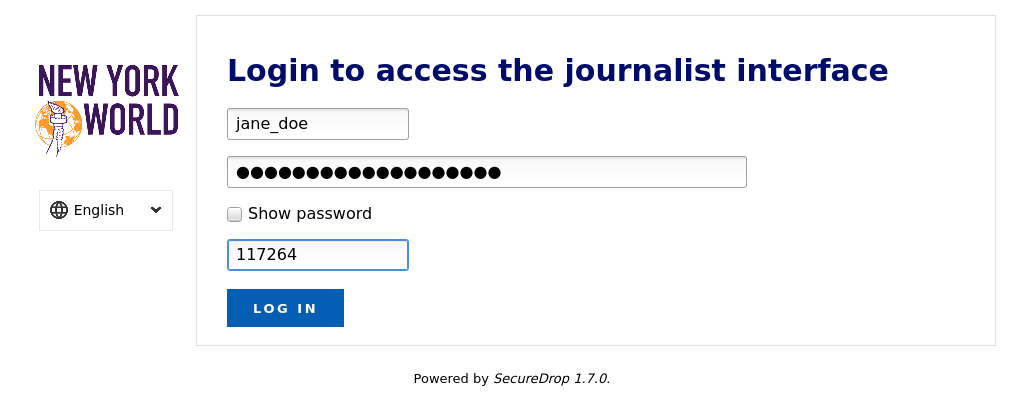 NEW YORK
WORLD
English
Login to access the journalist interface
jane_doe
●●●●●●●●●●●●●●●●●●●
Show password
117264
LOG IN
Powered by SecureDrop 1.7.0.